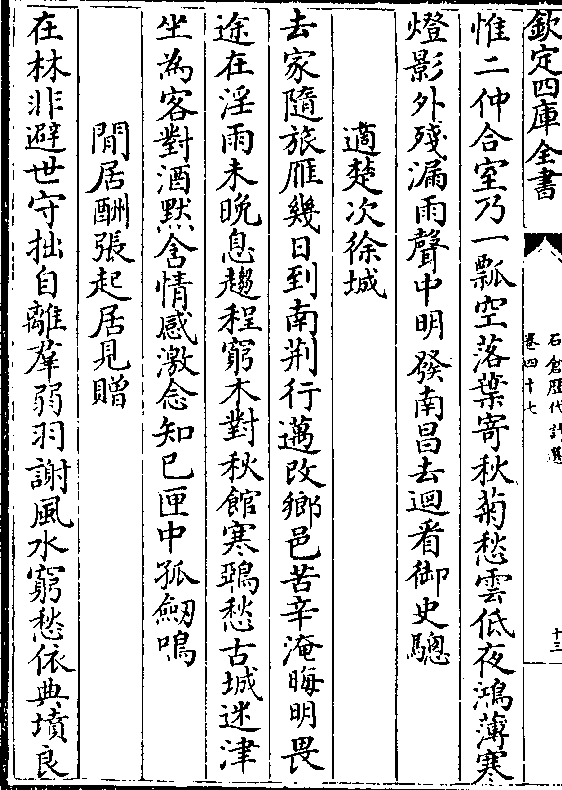 欽定四庫全書
石倉歷代詩選
卷四十七
十三
惟二仲合室乃一瓢空落葉寄秋菊愁雲低夜鴻薄寒
燈影外殘漏雨聲中明發南昌去迴看御史驄
適楚次徐城
去家隨旅雁幾日到南荆行邁改鄉邑苦辛淹晦明畏
途在淫雨未晚息趨程窮木對秋館寒鴉愁古城迷津
坐為客對酒黙含情感激念知已匣中孤劒鳴
閒居酬張起居見贈
在林非避世守拙自離羣弱羽謝風水窮愁依典墳良